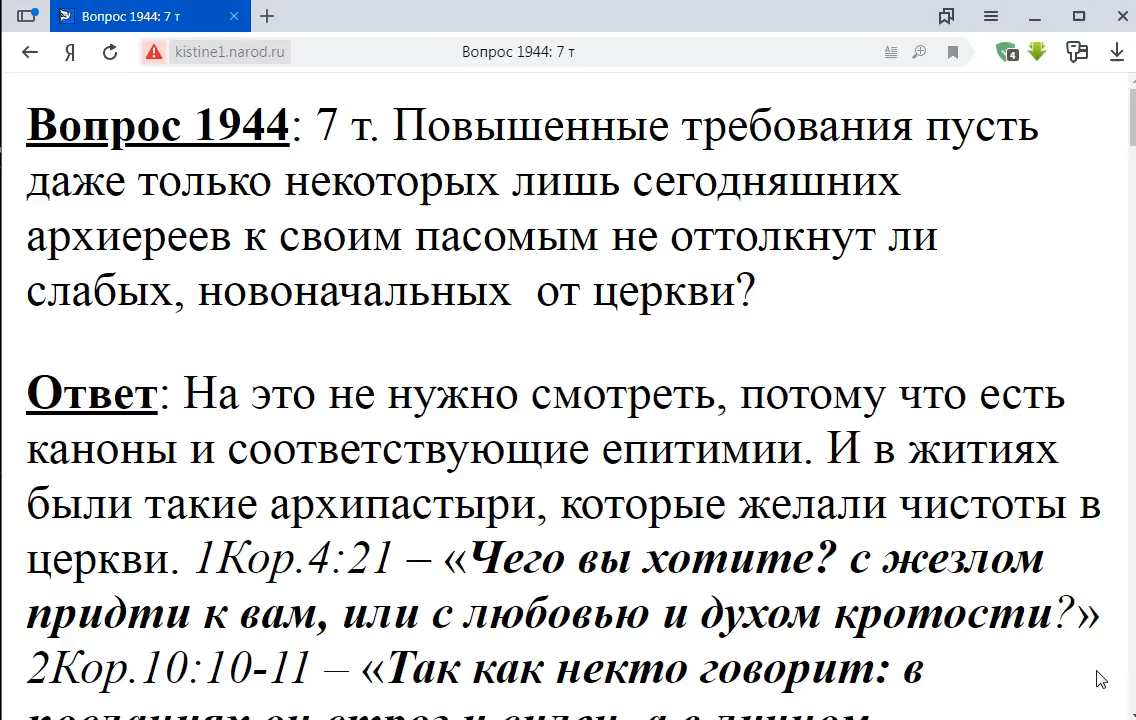 Вопрос 1944: 7 т
kistine1.narod.ru
Вопрос 1944: 7 т
4
Вопрос 1944: 7 т. Повышенные требования пусть
даже только некоторых лишь сегодняшних
архиереев к своим пасомым не оттолкнут ли
слабых, новоначальных  от церкви?
Ответ: На это не нужно смотреть, потому что есть
каноны и соответствующие епитимии. И в житиях
были такие архипастыри, которые желали чистоты в
церкви. 1Кор.4:21 – «Чего вы хотите? с жезлом
придти к вам, или с любовью и духом кротости?»
2Кор.10:10-11 – «Так как некто говорит: в